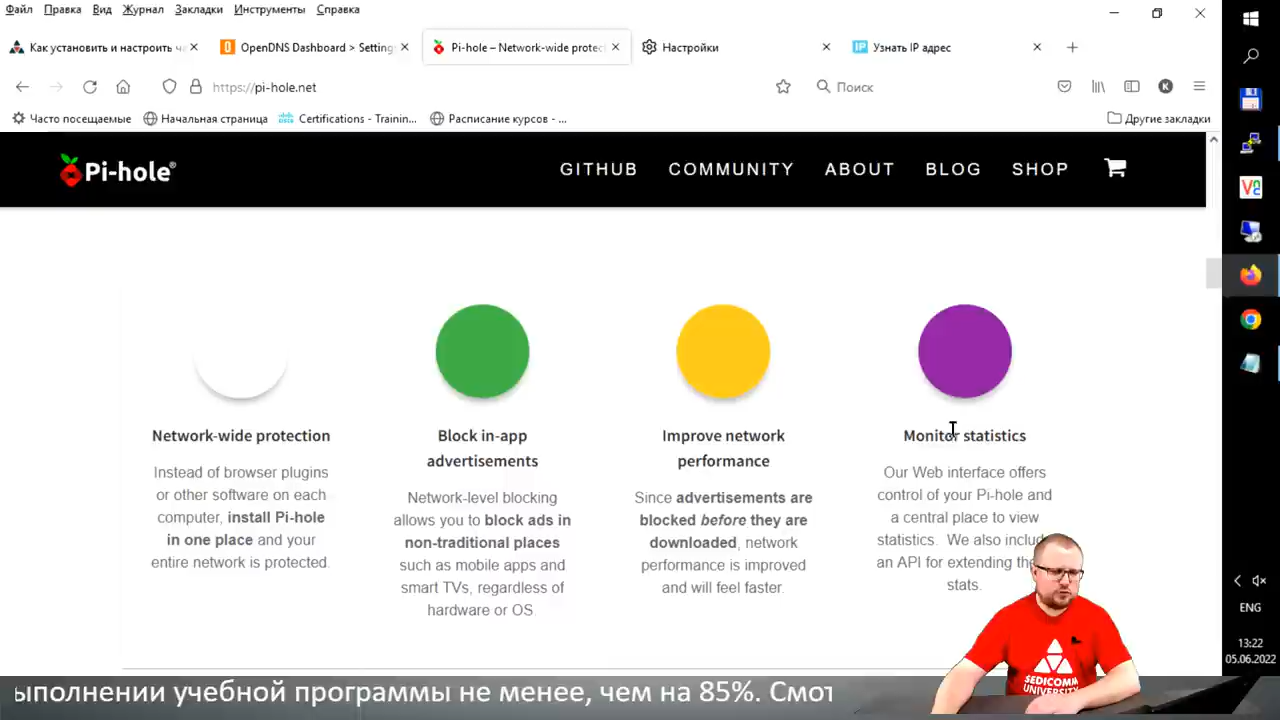 Файл Правка Вид Журнал Закладки Инструменты Справка
Как установить и настроить ча
OpenDNS Dashboard > Setting
Pi-hole – Network-wide protect
Настройки
Узнать IP адрес
https://pi-hole.net
Поиск
K
Часто посещаемые
Начальная страница
Certifications - Trainin...
Расписание курсов - ...
Другие закладки
Pi-hole®
GITHUB COMMUNITY ABOUT BLOG SHOP
Network-wide protection
Instead of browser plugins
or other software on each
computer, install Pi-hole
in one place and your
entire network is protected.
Block in-app
advertisements
Network-level blocking
allows you to block ads in
non-traditional places
such as mobile apps and
smart TVs, regardless of
hardware or OS
Improve network
performance
Since advertisements are
blocked before they are
downloaded, network
performance is improved
and will feel faster.
Monitor statistics
Our Web interface offers
control of your Pi-hole and
a central place to view
statistics. We also includ
an API for extending the
stats.
SEDICOMM
UNIVERSITY
ENG
13:22
05.06.2022
ыполнении учебной программы не менее, чем на 85%. Смот